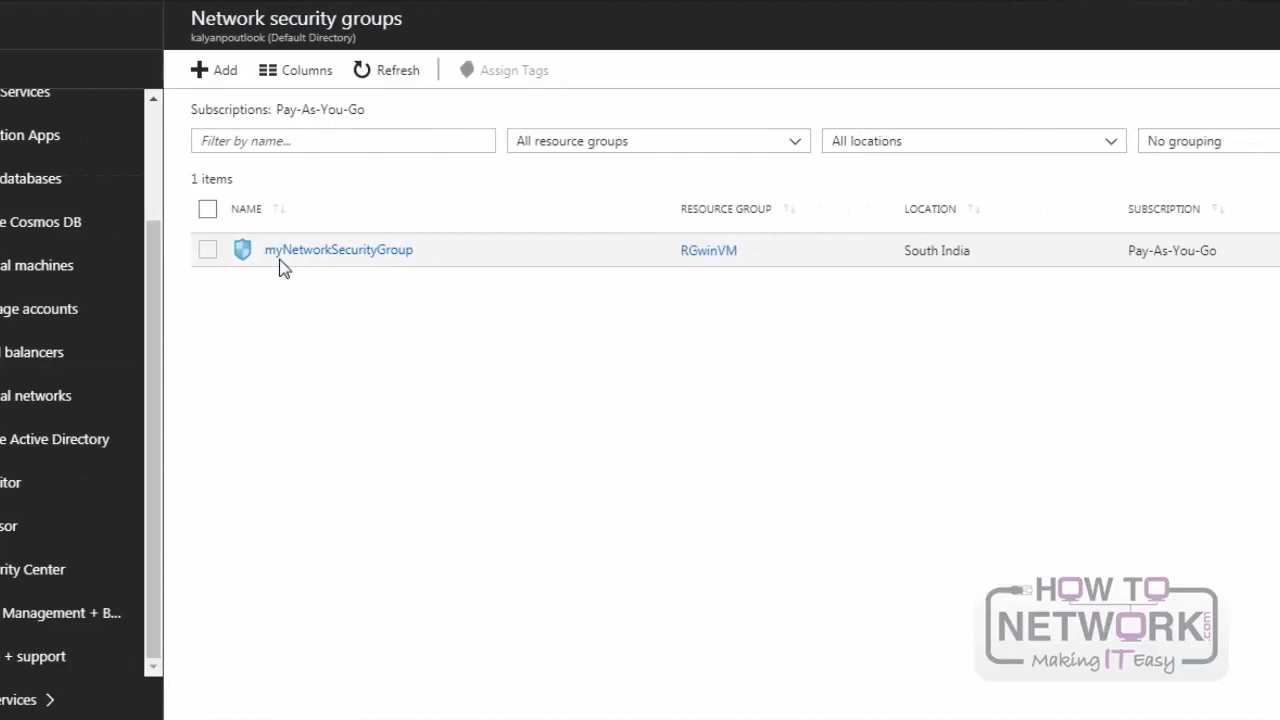 Network security groups
kalyanpoutlook (Default Directory)
Add Columns Refresh Assign Tags
Subscriptions: Pay-As-You-Go
Filter by name... All resource groups All locations No grouping
1 items
NAME RESOURCE GROUP LOCATION SUBSCRIPTION
myNetworkSecurityGroup RGwinVM South India Pay-As-You-Go
Services
tion Apps
databases
e Cosmos DB
al machines
age accounts
l balancers
al networks
e Active Directory
itor
sor
rity Center
Management + B...
+ support
ervices
HOW TO
NETWORK.com
Making IT Easy